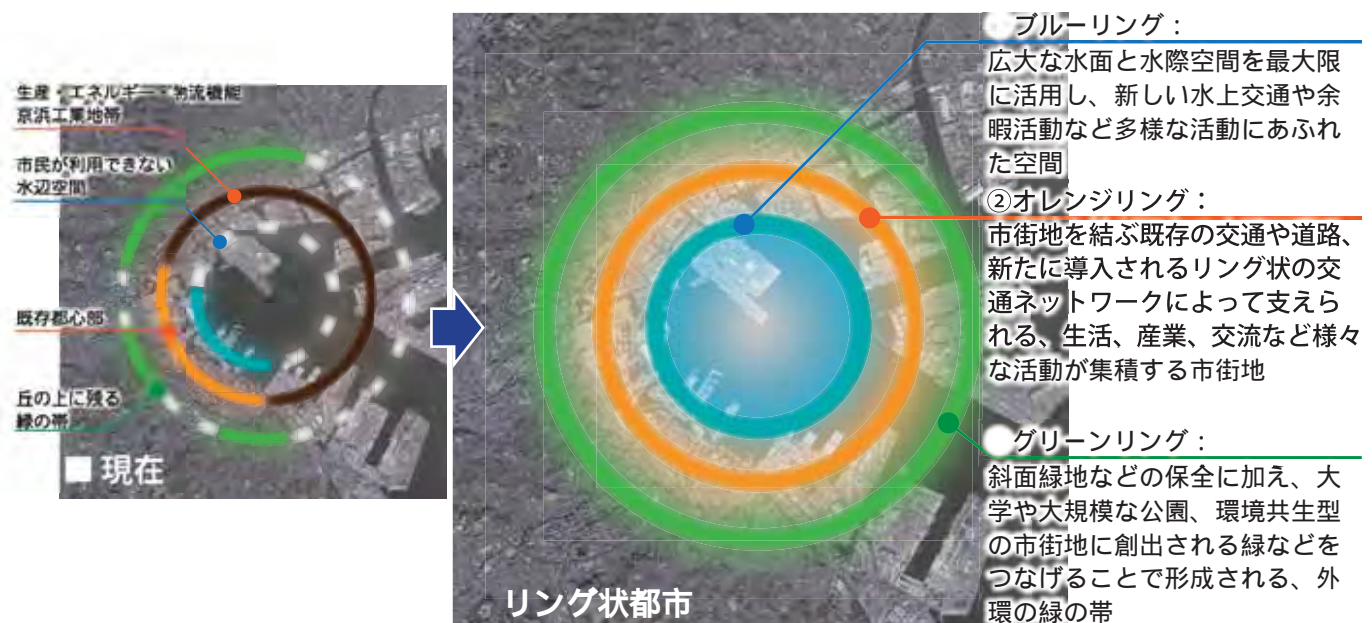 生産・エネルギー・物流機能
京浜工業地帯
市民が利用できない
水辺空間
既存都心部
丘の上に残る
緑の帯
■ 現在
リング状都市
ブルーリング：
広大な水面と水際空間を最大限
に活用し、新しい水上交通や余
暇活動など多様な活動にあふれ
た空間
②オレンジリング：
市街地を結ぶ既存の交通や道路、
新たに導入されるリング状の交
通ネットワークによって支えら
れる、生活、産業、交流など様々
な活動が集積する市街地
グリーンリング：
斜面緑地などの保全に加え、大
学や大規模な公園、環境共生型
の市街地に創出される緑などを
つなげることで形成される、外
環の緑の帯